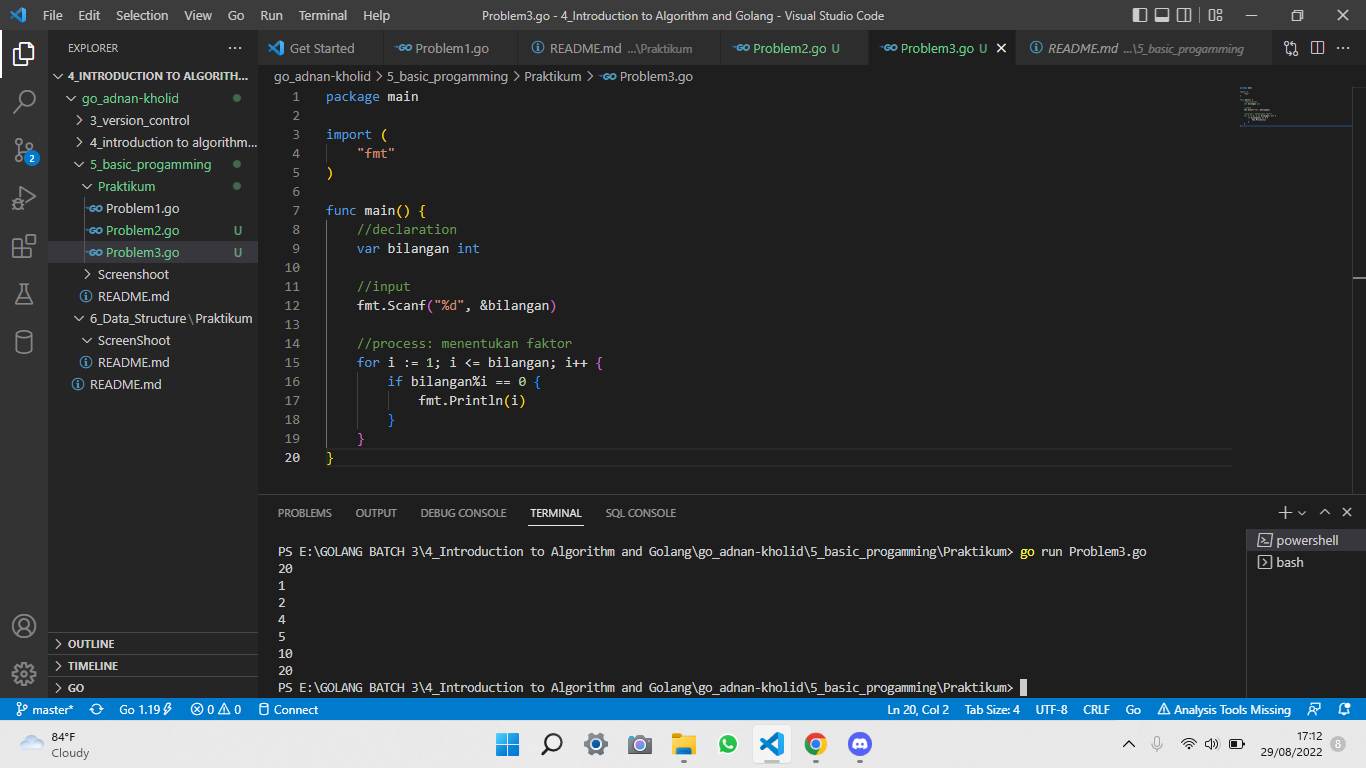 File Edit Selection View Go Run Terminal Help Problem3.go - 4_Introduction to Algorithm and Golang - Visual Studio Code
EXPLORER
Get Started Problem1.go README.md ...\Praktikum Problem2.go U Problem3.go U README.md ...\5_basic_progamming
4_INTRODUCTION TO ALGORITHM...
go_adnan-kholid
3_version_control
4_introduction to algorithm...
5_basic_progamming
Praktikum
Problem1.go
Problem2.go U
Problem3.go U
Screenshoot
README.md
6_Data_Structure\Praktikum
ScreenShoot
README.md
README.md
OUTLINE
TIMELINE
GO
go_adnan-kholid > 5_basic_progamming > Praktikum > Problem3.go
1 package main
2
3 import (
4 "fmt"
5 )
6
7 func main() {
8 //declaration
9 var bilangan int
10
11 //input
12 fmt.Scanf("%d", &bilangan)
13
14 //process: menentukan faktor
15 for i := 1; i <= bilangan; i++ {
16 if bilangan%i == 0 {
17 fmt.Println(i)
18 }
19 }
20 }
PROBLEMS OUTPUT DEBUG CONSOLE TERMINAL SQL CONSOLE
PS E:\GOLANG BATCH 3\4_Introduction to Algorithm and Golang\go_adnan-kholid\5_basic_progamming\Praktikum> go run Problem3.go
20
1
2
4
5
10
20
PS E:\GOLANG BATCH 3\4_Introduction to Algorithm and Golang\go_adnan-kholid\5_basic_progamming\Praktikum>
powershell
bash
2
master* Go 1.19 0 0 Connect Ln 20, Col 2 Tab Size: 4 UTF-8 CRLF Go Analysis Tools Missing
84°F
Cloudy
17:12
29/08/2022
8